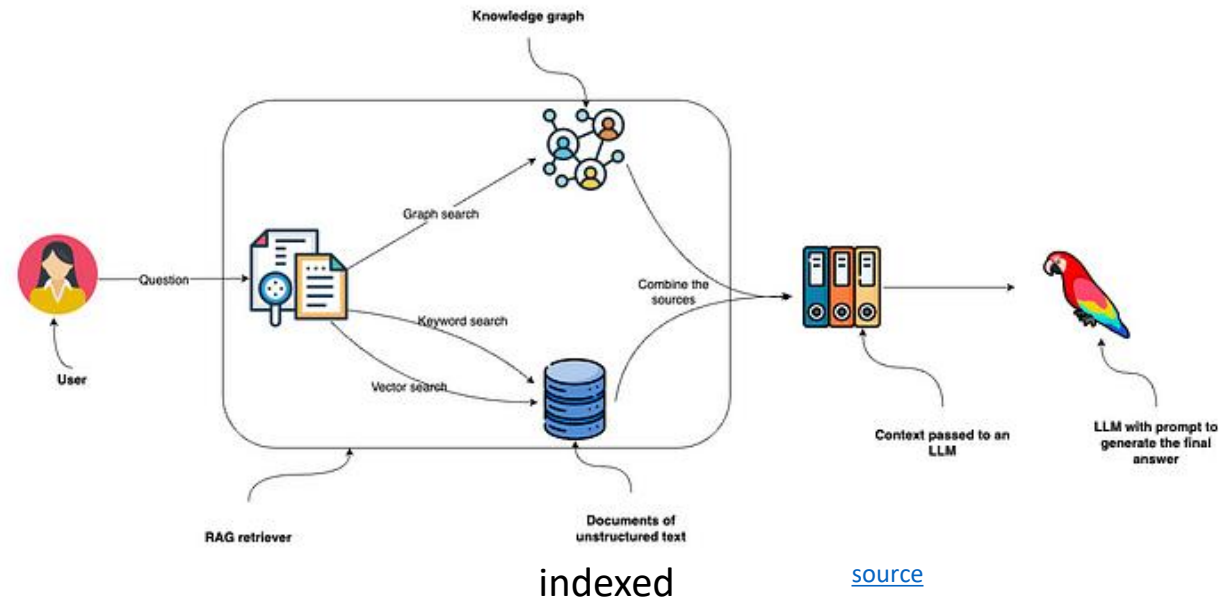 Knowledge graph
Graph search
Question
Combine the
sources
Keyword search
Vector search
User
Context passed to an
LLM
LLM with prompt to
generate the final
answer
RAG retriever
Documents of
unstructured text
indexed
source